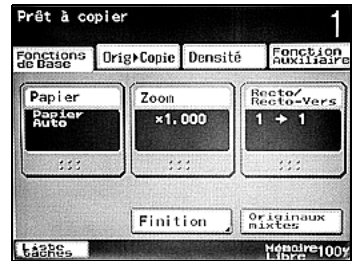 Prêt à copier 1
Fonctions de Base
Orig▸Copie
Densité
Fonction Auxiliaire
Papier
Papier Auto
Zoom
×1.000
Recto/
Recto-Vers
1 → 1
Finition
Originaux mixtes
Liste tâches
Mémoire Libre 100%